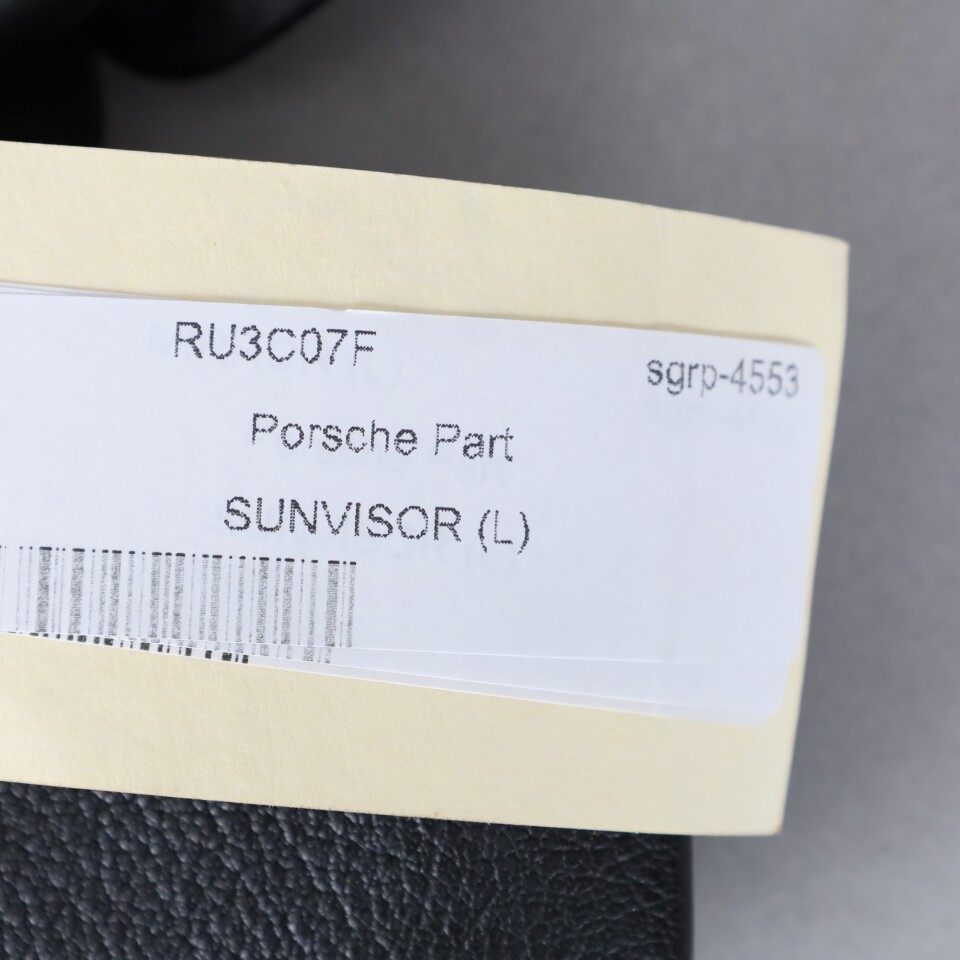 RU3C07F
sgrp-4553
Porsche Part
SUNVISOR (L)